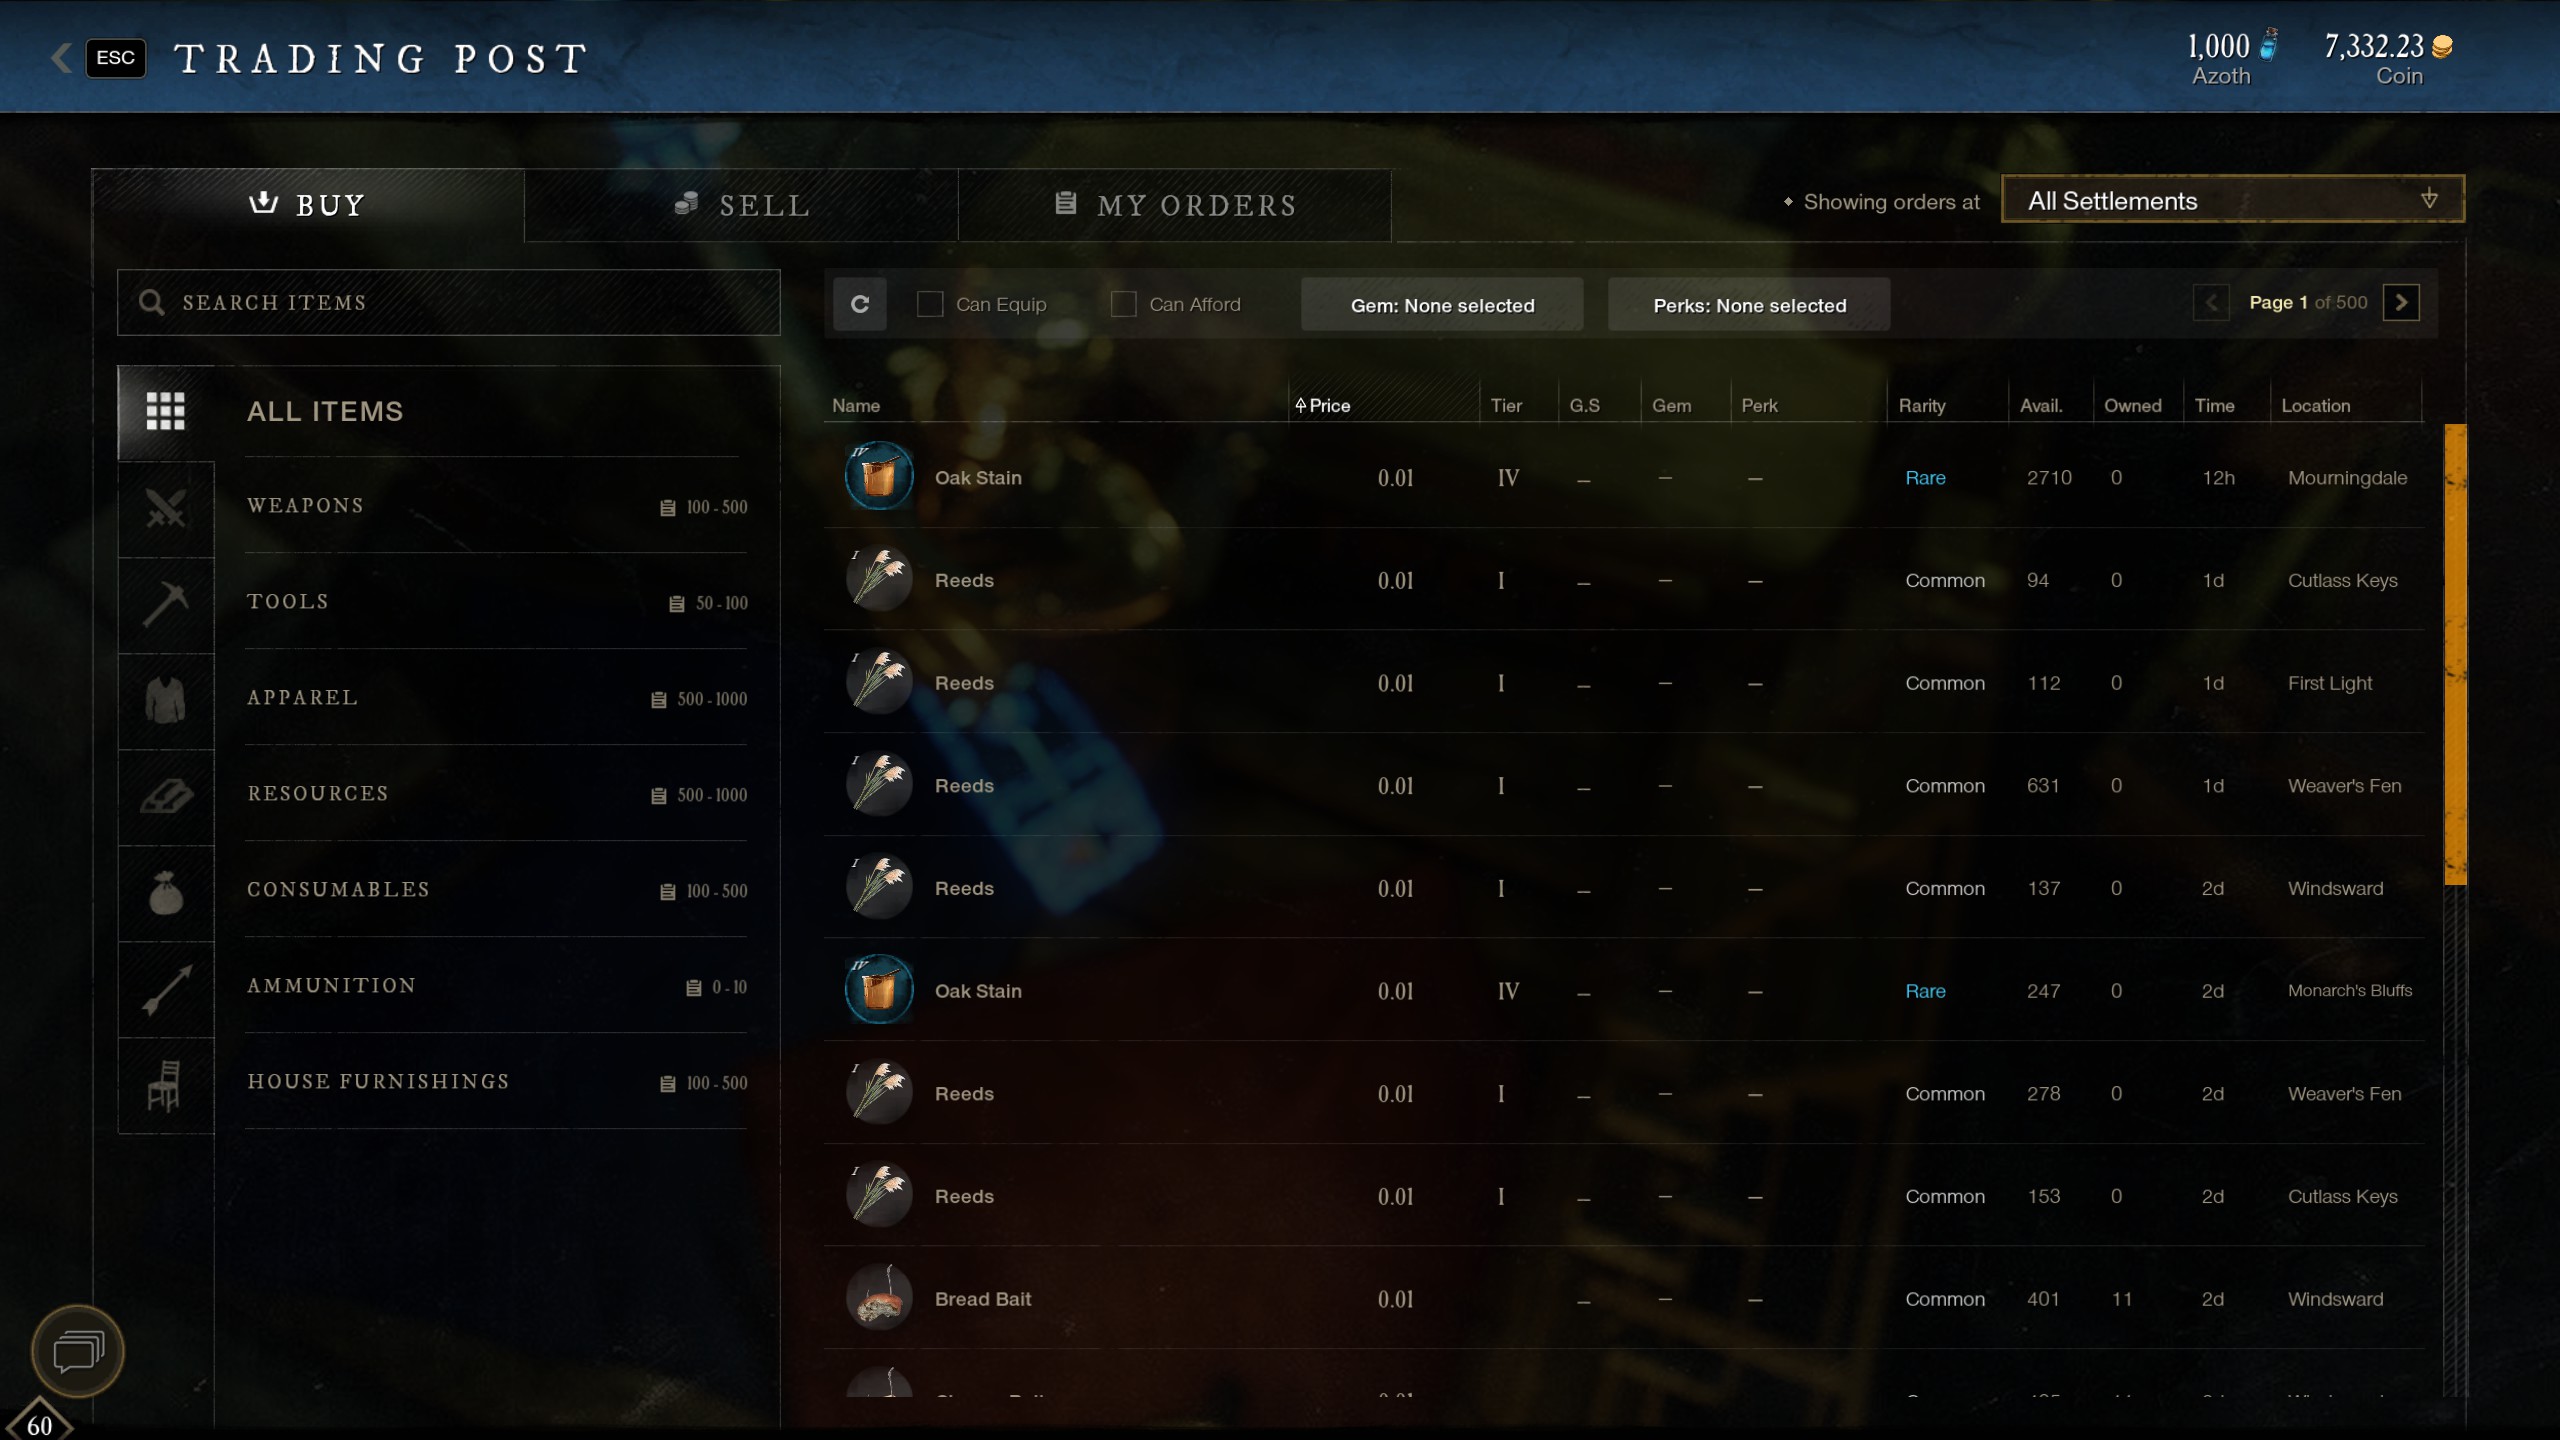 ESC TRADING POST
1,000 7,332.23
Azoth Coin
BUY SELL MY ORDERS Showing orders at All Settlements
SEARCH ITEMS Can Equip Can Afford Gem: None selected Perks: None selected Page 1 of 500
ALL ITEMS
WEAPONS 100 - 500
TOOLS 50 - 100
APPAREL 500 - 1000
RESOURCES 500 - 1000
CONSUMABLES 100 - 500
AMMUNITION 0 - 10
HOUSE FURNISHINGS 100 - 500
Name Price Tier G.S Gem Perk Rarity Avail. Owned Time Location
IV Oak Stain 0.01 IV – – – Rare 2710 0 12h Mourningdale
I Reeds 0.01 I – – – Common 94 0 1d Cutlass Keys
I Reeds 0.01 I – – – Common 112 0 1d First Light
I Reeds 0.01 I – – – Common 631 0 1d Weaver's Fen
I Reeds 0.01 I – – – Common 137 0 2d Windsward
IV Oak Stain 0.01 IV – – – Rare 247 0 2d Monarch's Bluffs
I Reeds 0.01 I – – – Common 278 0 2d Weaver's Fen
I Reeds 0.01 I – – – Common 153 0 2d Cutlass Keys
Bread Bait 0.01 – – – Common 401 11 2d Windsward
60